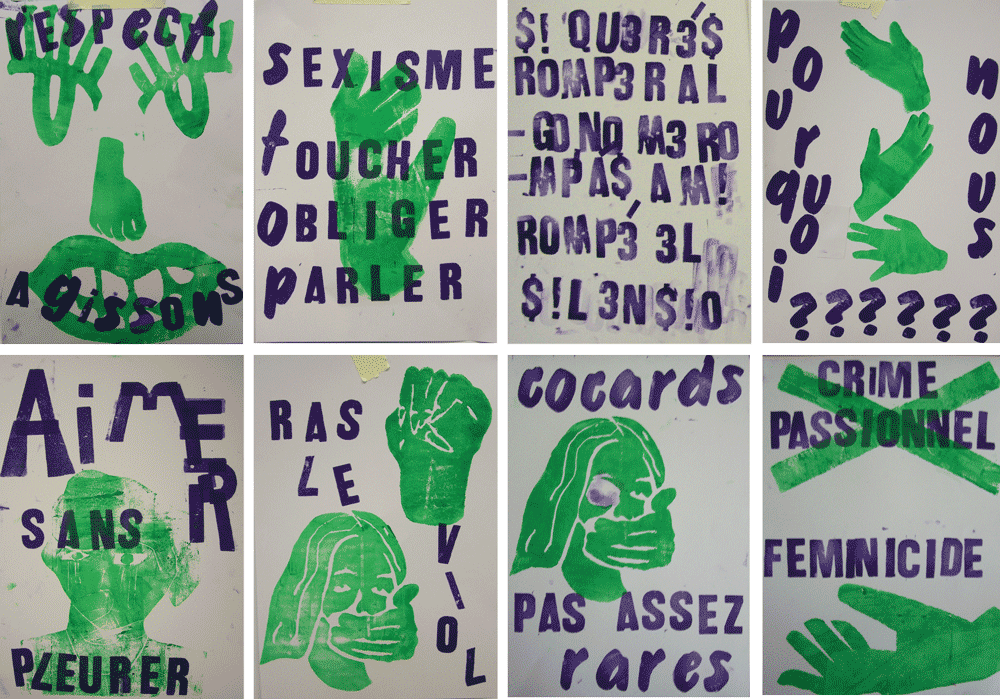 respect
Agissons
SEXISME
tOUCHER
OBLIGER
PARLER
$! 'QU3R3́$
ROMP3R AL
-GO NO M3 RO
-MPA$ A M!
ROMP3́ 3L
$!L3N$!O
pourquoi
nous
??????
AiMER
SANS
PLEURER
RAS
LE
VIOL
cocards
PAS ASSEZ
rares
CRiME
PASSIONNEL
FEMINICIDE